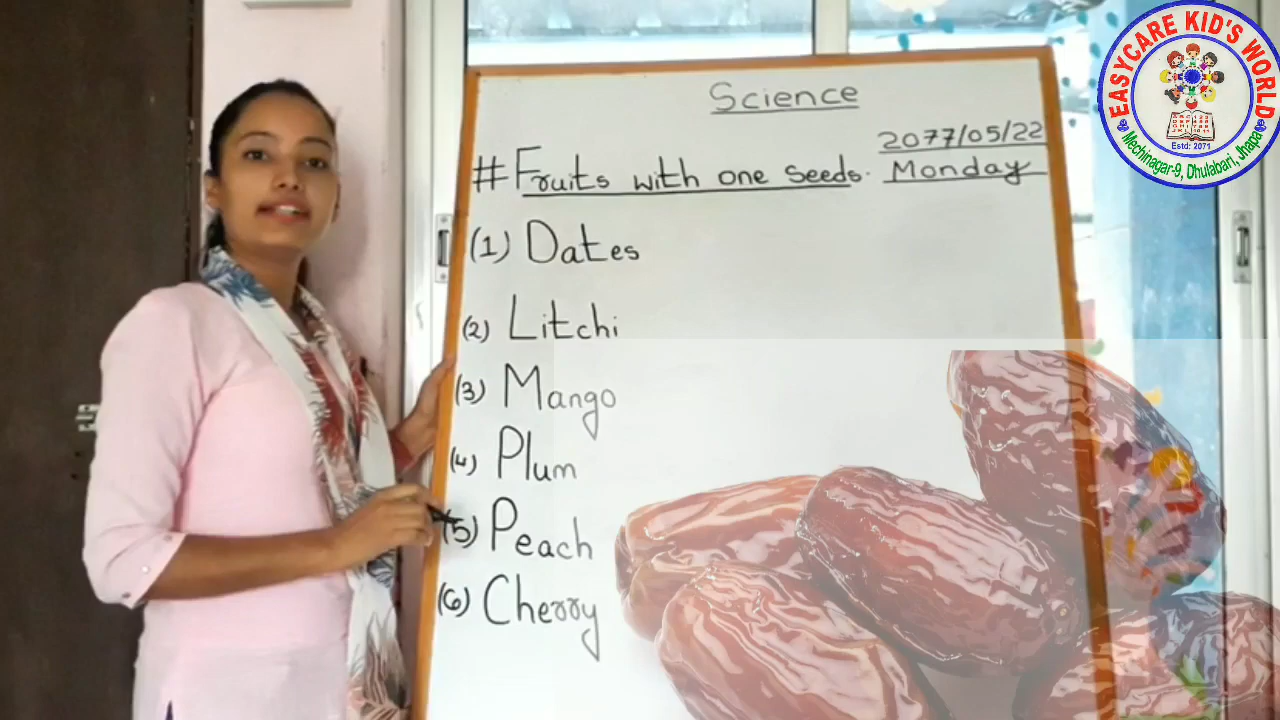 Science
2077/05/22
Monday
#Fruits with one seeds.
(1) Dates
(2) Litchi
(3) Mango
(4) Plum
(5) Peach
(6) Cherry
EASYCARE KID'S WORLD
Estd: 2071
Mechinagar-9, Dhulabari, Jhapa